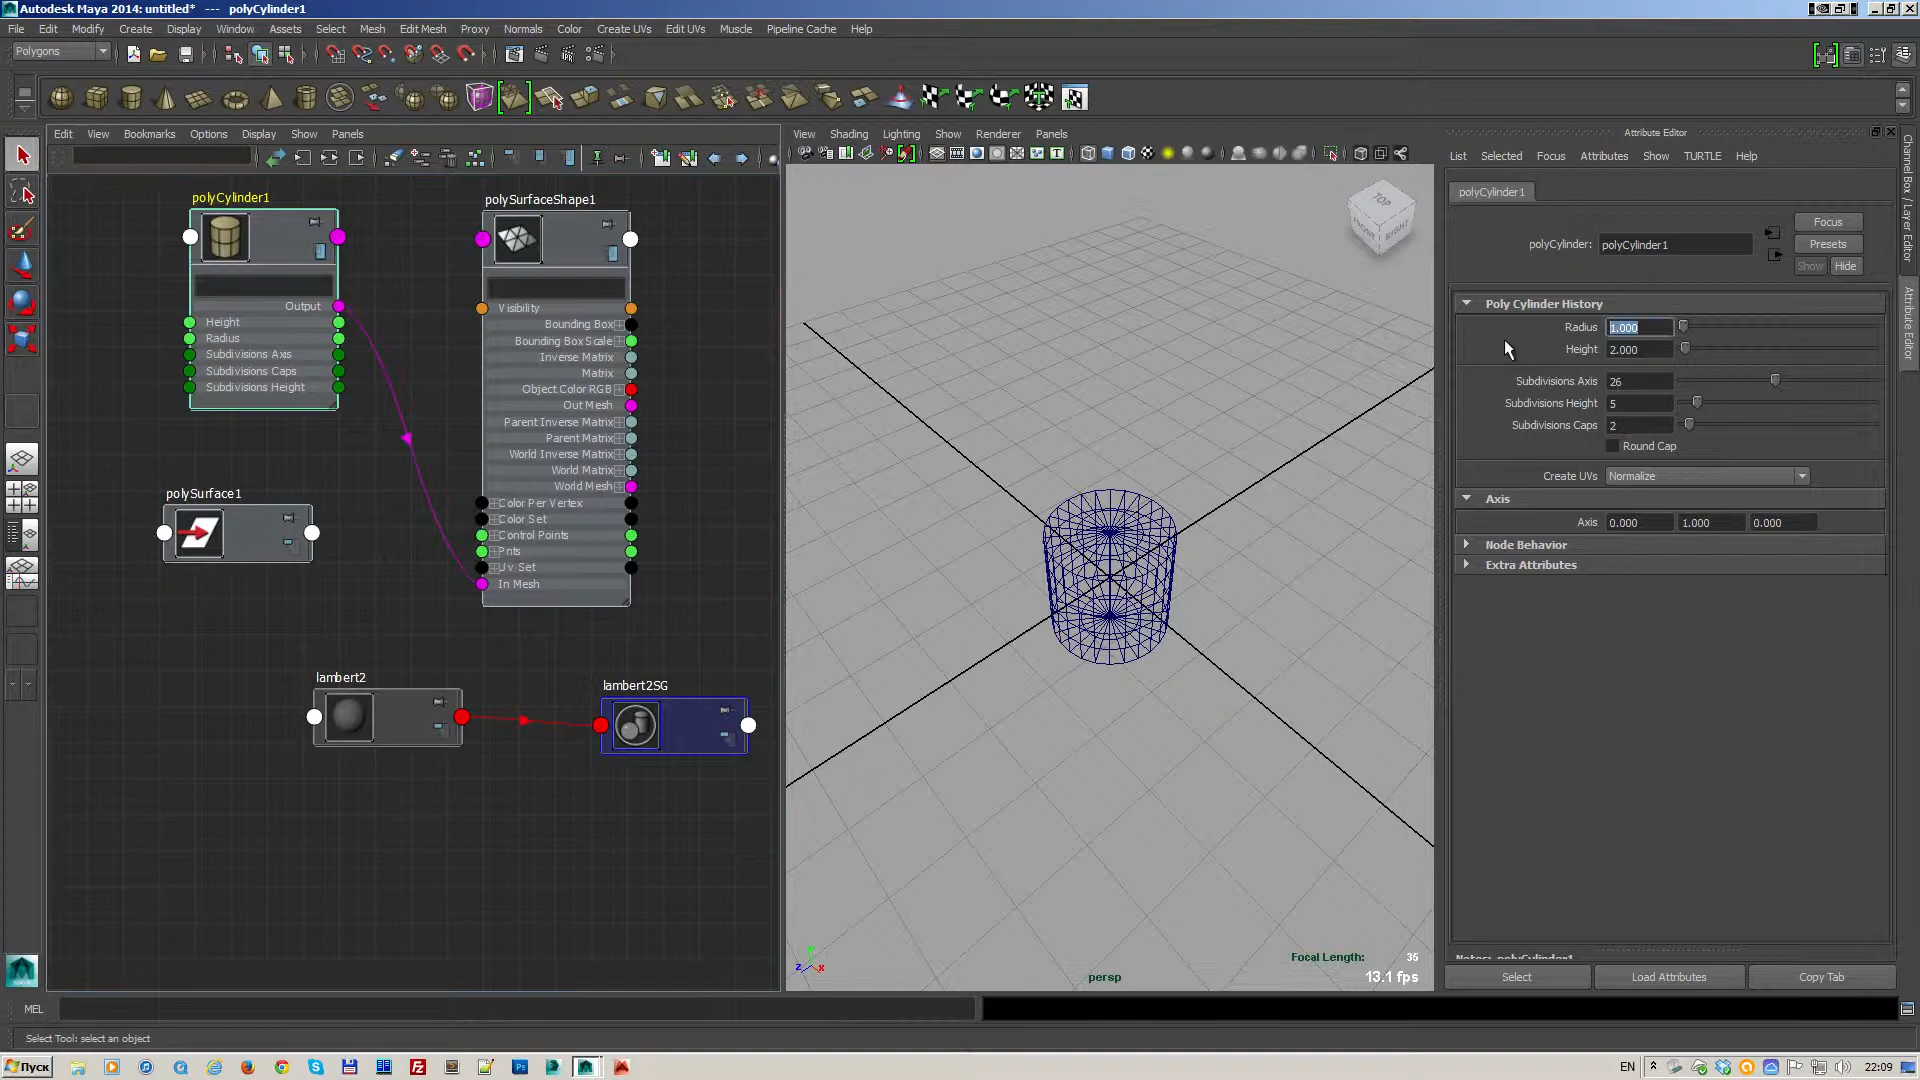 Autodesk Maya 2014: untitled* --- polyCylinder1
File Edit Modify Create Display Window Assets Select Mesh Edit Mesh Proxy Normals Color Create UVs Edit UVs Muscle Pipeline Cache Help
Polygons
Edit View Bookmarks Options Display Show Panels
View Shading Lighting Show Renderer Panels
Attribute Editor
List Selected Focus Attributes Show TURTLE Help
polyCylinder1
polyCylinder: polyCylinder1
Focus
Presets
Show Hide
Poly Cylinder History
Radius 1.000
Height 2.000
Subdivisions Axis 26
Subdivisions Height 5
Subdivisions Caps 2
Round Cap
Create UVs Normalize
Axis
Axis 0.000 1.000 0.000
Node Behavior
Extra Attributes
Select Load Attributes Copy Tab
Channel Box / Layer Editor
Attribute Editor
polyCylinder1
Output
Height
Radius
Subdivisions Axis
Subdivisions Caps
Subdivisions Height
polySurfaceShape1
Visibility
Bounding Box
Bounding Box Scale
Inverse Matrix
Matrix
Object Color RGB
Out Mesh
Parent Inverse Matrix
Parent Matrix
World Inverse Matrix
World Matrix
World Mesh
Color Per Vertex
Color Set
Control Points
Pnts
Uv Set
In Mesh
polySurface1
lambert2
lambert2SG
TOP
FRONT RIGHT
Focal Length: 35
persp
13.1 fps
y
z x
MEL
Select Tool: select an object
Пуск
EN
22:09